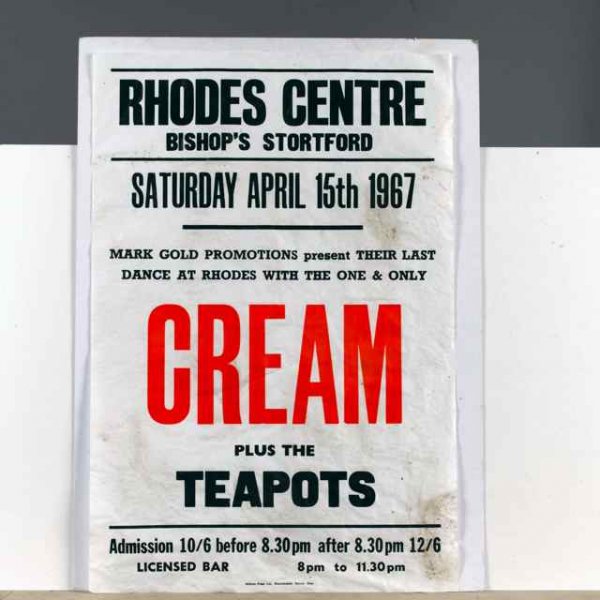 RHODES CENTRE
BISHOP'S STORTFORD
SATURDAY APRIL 15th 1967
MARK GOLD PROMOTIONS present THEIR LAST
DANCE AT RHODES WITH THE ONE & ONLY
CREAM
PLUS THE
TEAPOTS
Admission 10/6 before 8.30pm after 8.30pm 12/6
LICENSED BAR 8pm to 11.30pm